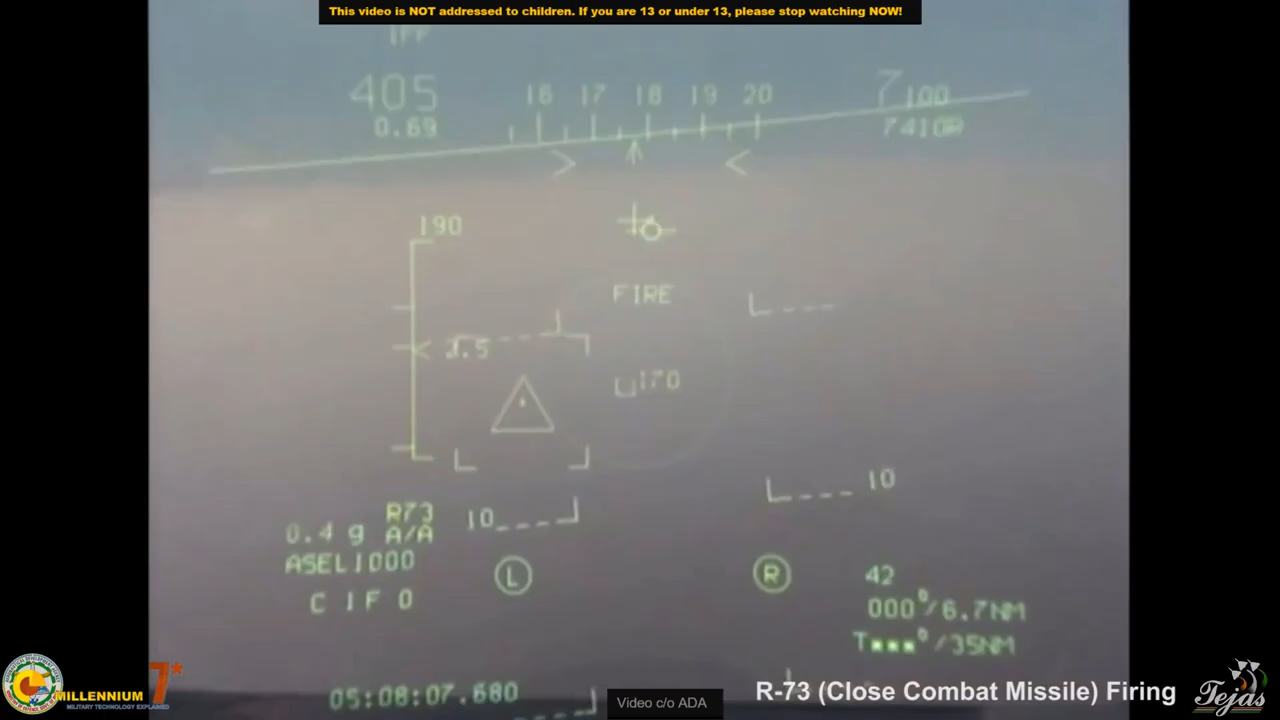 This video is NOT addressed to children. If you are 13 or under 13, please stop watching NOW!
405
16 17 18 19 20
7 100
0.69
7410R
190
FIRE
170
R73
0.4 g A/A
10
10
ASEL1000
L
R
42
C I F 0
000°/6.7NM
T■■■°/35NM
05:08:07.680
MILLENNIUM 7*
MILITARY TECHNOLOGY EXPLAINED
Video c/o ADA
R-73 (Close Combat Missile) Firing
Tejas